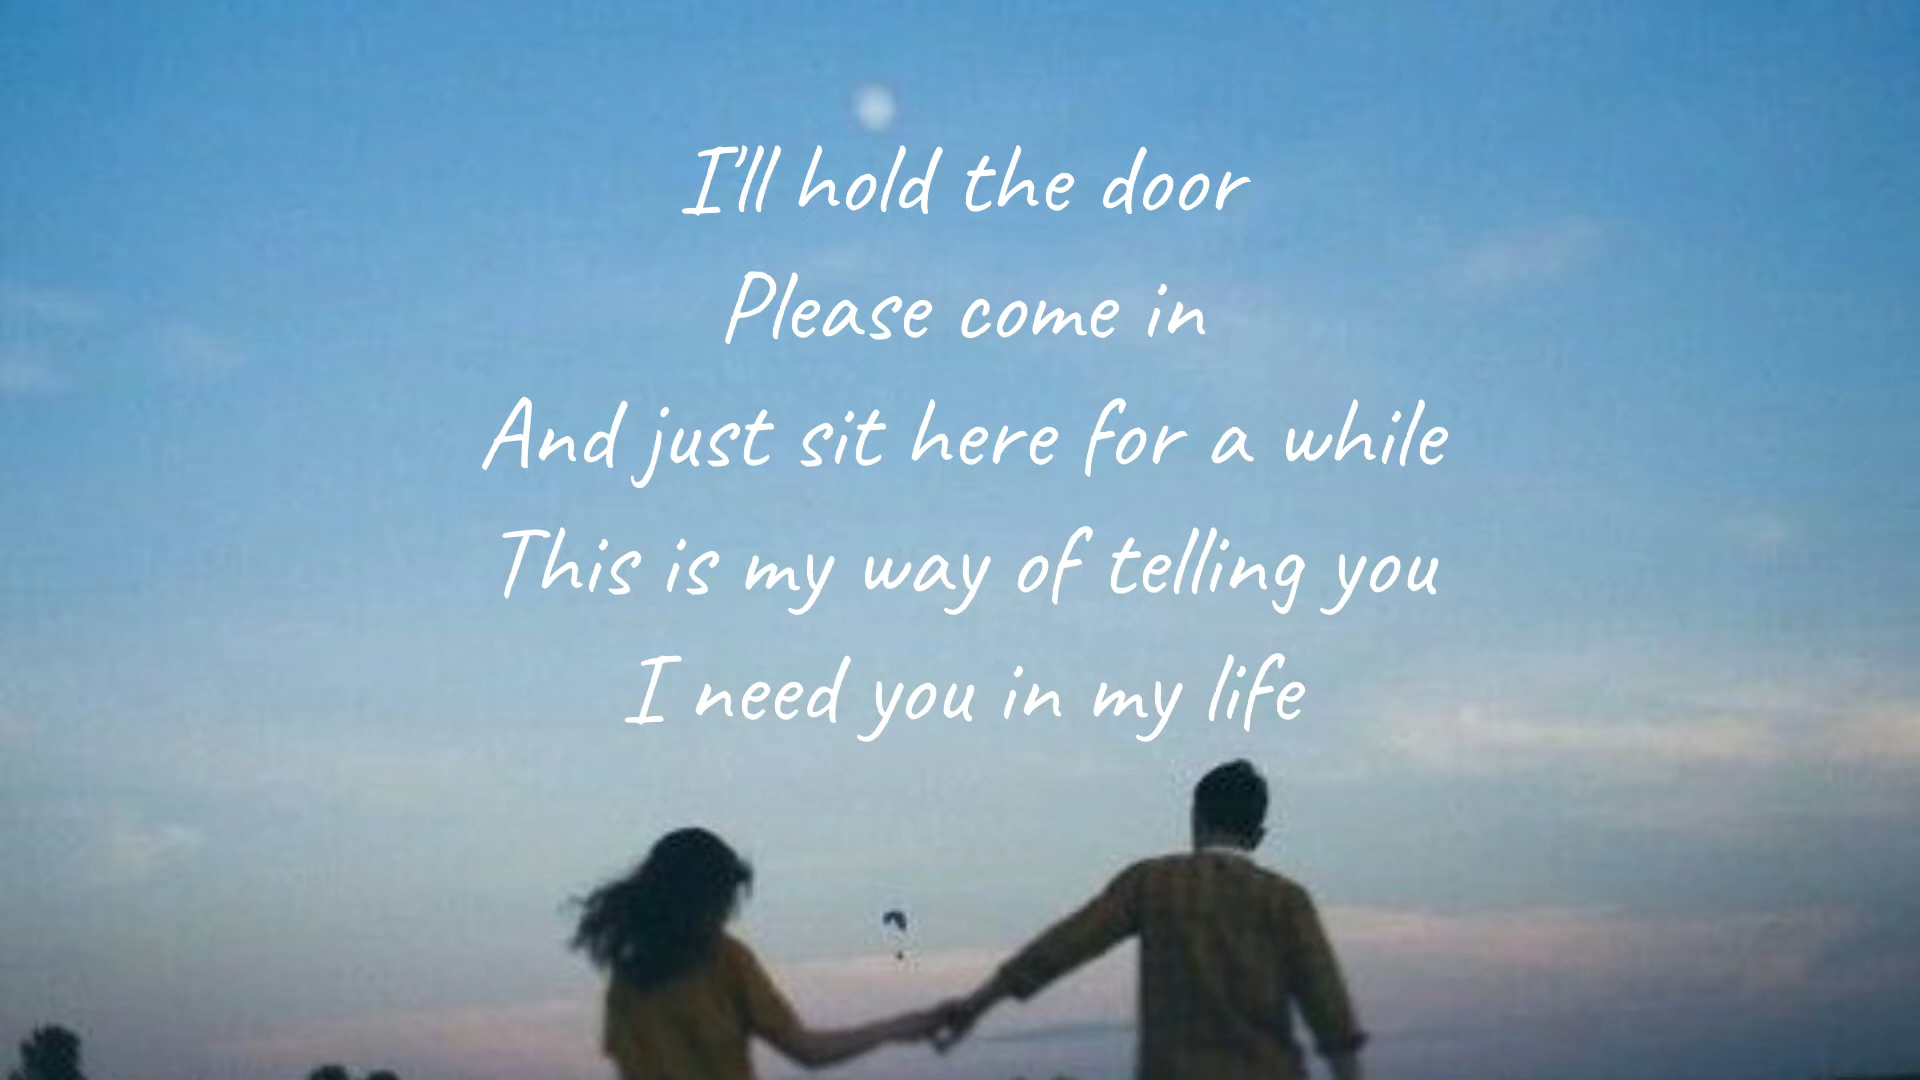 I'll hold the door
Please come in
And just sit here for a while
This is my way of telling you
I need you in my life